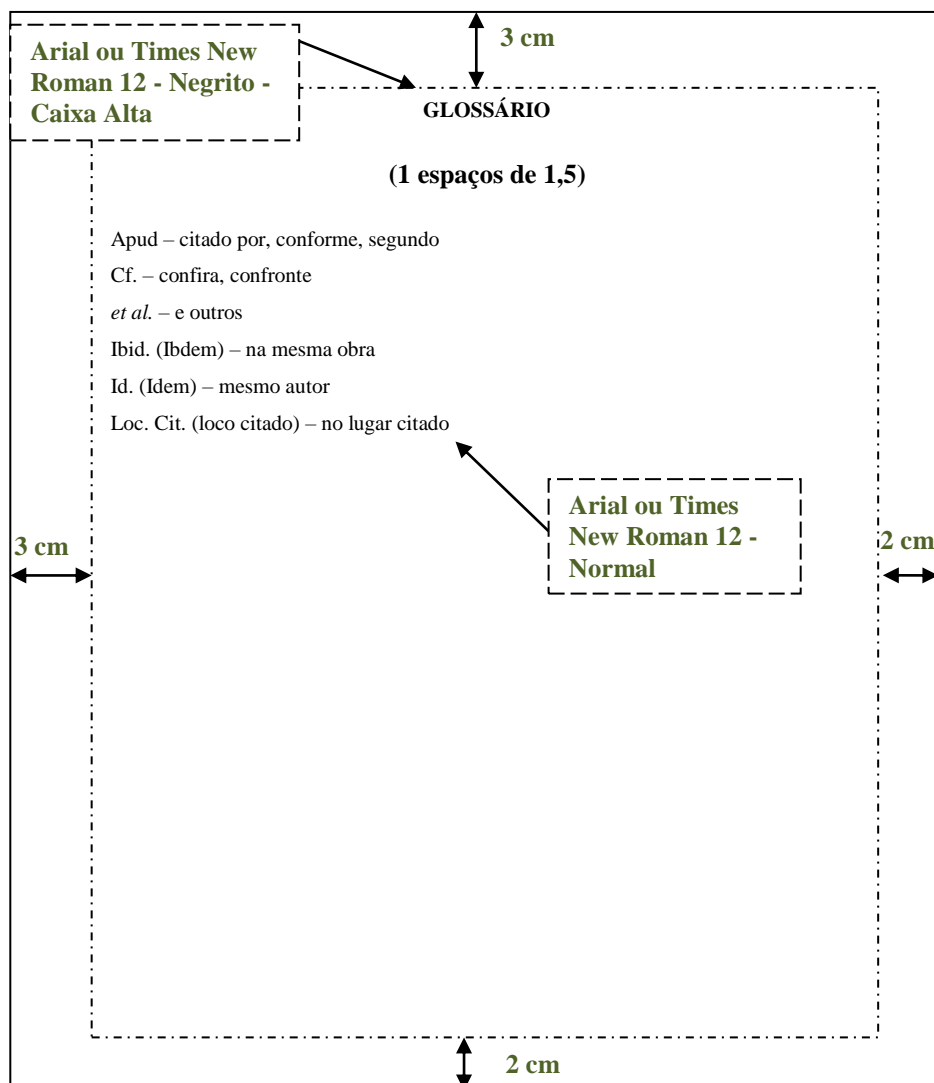 3 cm
Arial ou Times New
Roman 12 - Negrito -
Caixa Alta
GLOSSÁRIO
(1 espaços de 1,5)
Apud – citado por, conforme, segundo
Cf. – confira, confronte
et al. – e outros
Ibid. (Ibdem) – na mesma obra
Id. (Idem) – mesmo autor
Loc. Cit. (loco citado) – no lugar citado
Arial ou Times
New Roman 12 -
Normal
3 cm
2 cm
2 cm